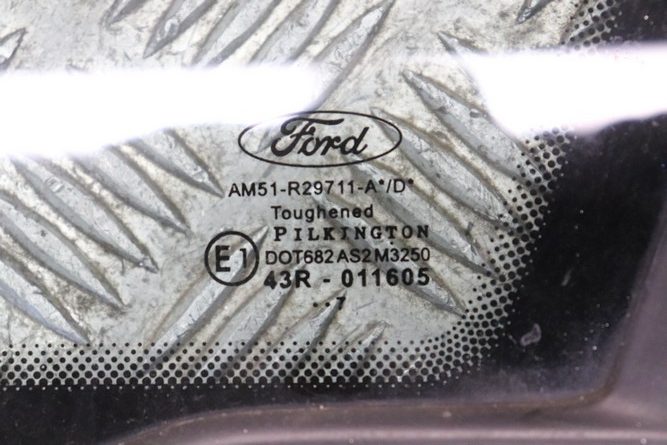 Ford
AM51-R29711-A*/D*
Toughened
PILKINGTON
E1
DOT682 AS2 M3250
43R - 011605
..7